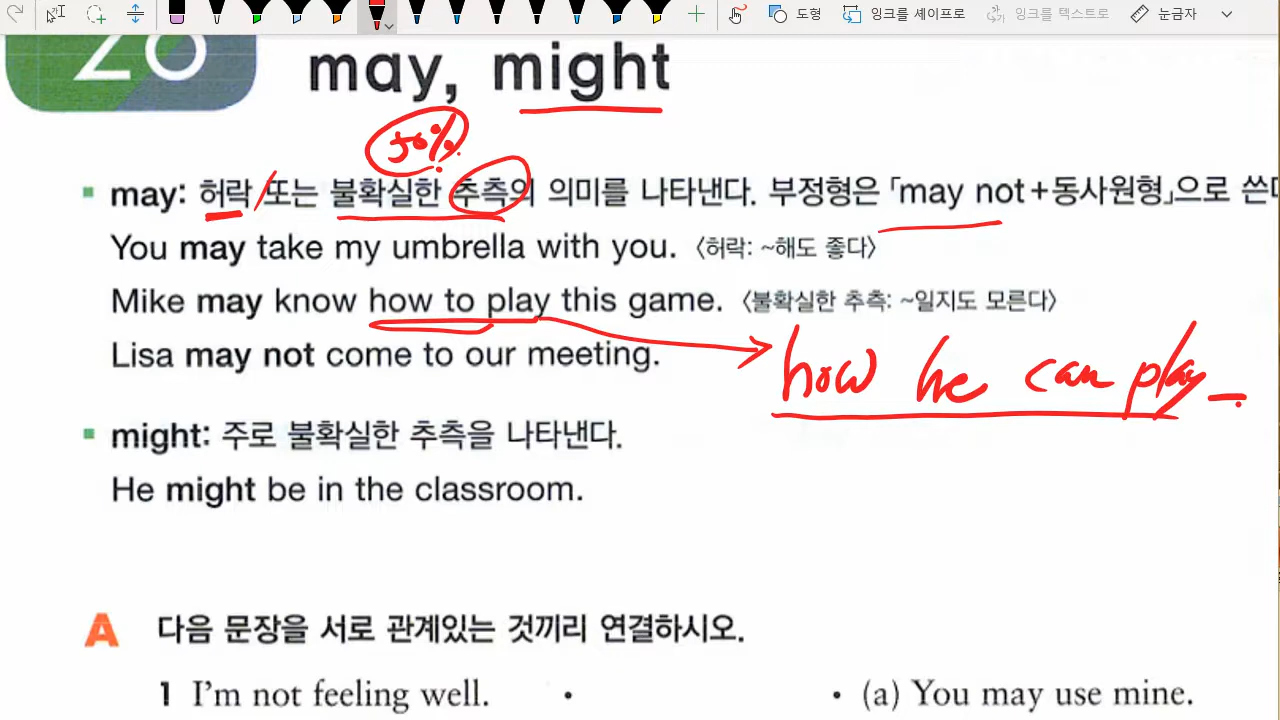 도형 잉크를 셰이프로 잉크를 텍스트로 눈금자
26
may, might
50%
may: 허락 또는 불확실한 추측의 의미를 나타낸다. 부정형은 「may not+동사원형」으로 쓴다
You may take my umbrella with you. 〈허락: ~해도 좋다〉
Mike may know how to play this game. 〈불확실한 추측: ~일지도 모른다〉
Lisa may not come to our meeting.
how he can play
might: 주로 불확실한 추측을 나타낸다.
He might be in the classroom.
A 다음 문장을 서로 관계있는 것끼리 연결하시오.
1 I'm not feeling well. • • (a) You may use mine.